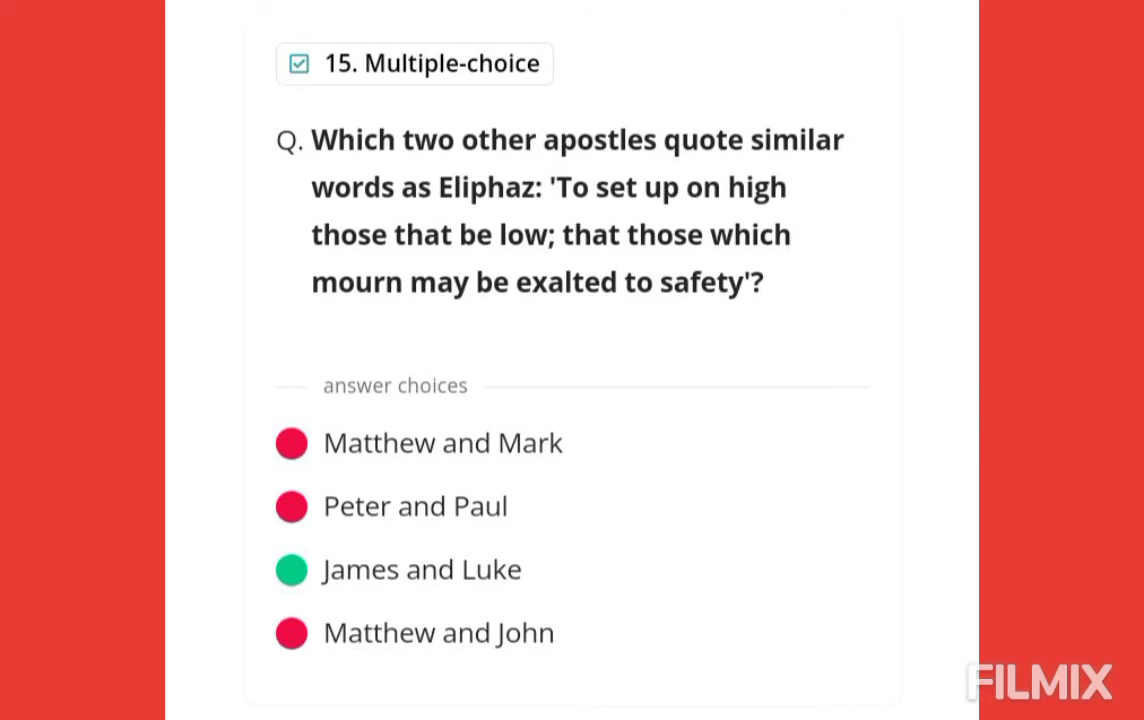 15. Multiple-choice
Q. Which two other apostles quote similar
words as Eliphaz: 'To set up on high
those that be low; that those which
mourn may be exalted to safety'?
answer choices
Matthew and Mark
Peter and Paul
James and Luke
Matthew and John
FILMIX